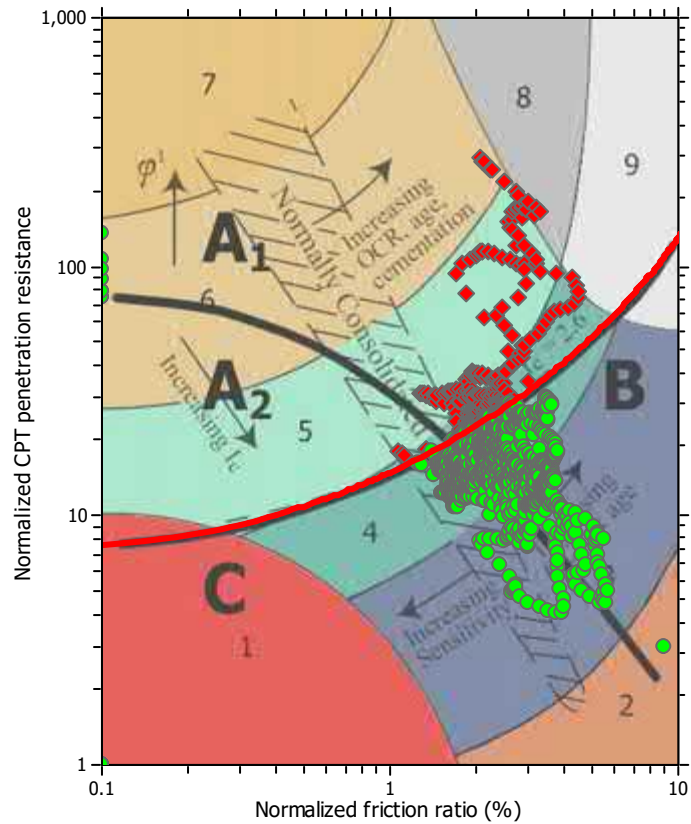 1,000
7
8
9
φ'
Normally Consolidated
Increasing
OCR, age,
cementation
A1
100
6
A2
Increasing Ic
B
5
10
4
C
Increasing
Sensitivity
1
2
1
0.1
1
10
Normalized friction ratio (%)
Normalized CPT penetration resistance